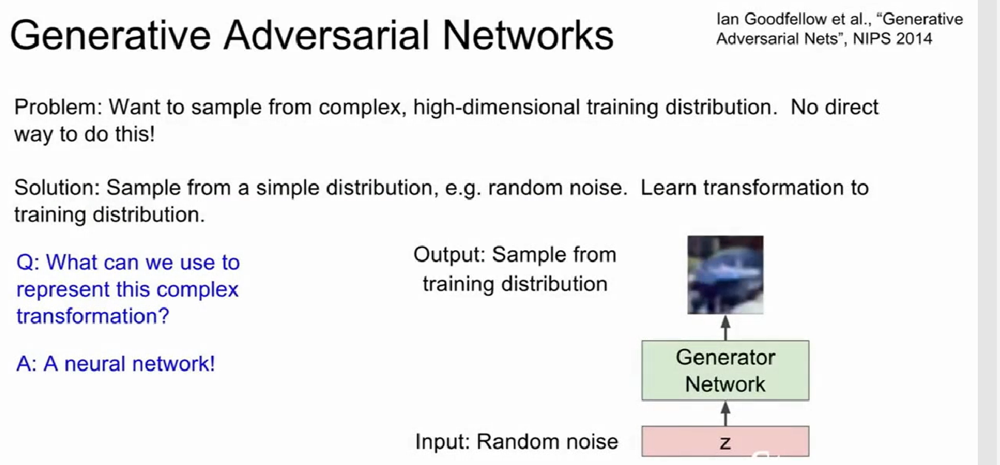 Generative Adversarial Networks
Ian Goodfellow et al., “Generative
Adversarial Nets”, NIPS 2014
Problem: Want to sample from complex, high-dimensional training distribution. No direct
way to do this!
Solution: Sample from a simple distribution, e.g. random noise. Learn transformation to
training distribution.
Q: What can we use to
represent this complex
transformation?
A: A neural network!
Output: Sample from
training distribution
Generator
Network
Input: Random noise
z